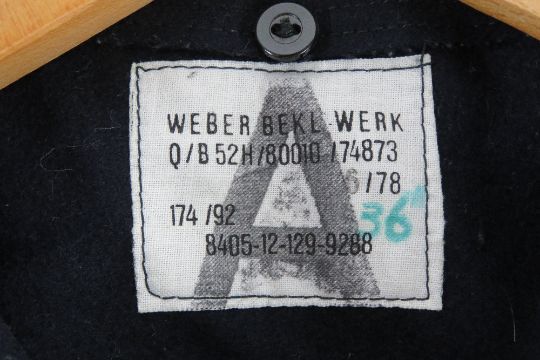 WEBER BEKL-WERK
Q/B 52H/80010 /74873
6/78
174/92
36
8405-12-129-9288
A